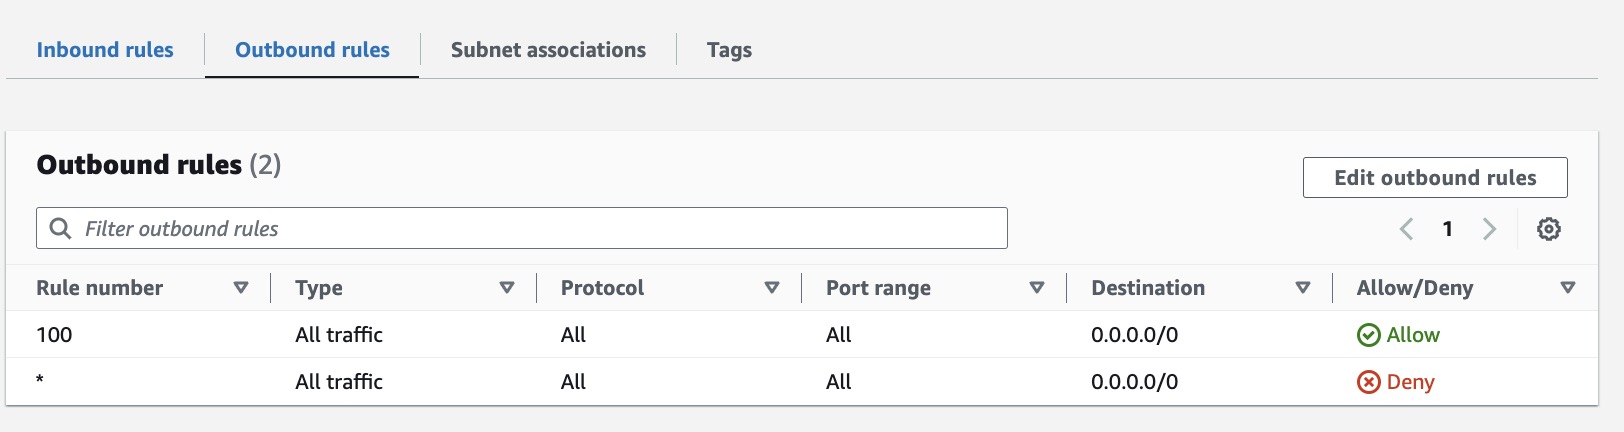 Inbound rules Outbound rules Subnet associations Tags
Outbound rules (2)
Edit outbound rules
Filter outbound rules
1
Rule number Type Protocol Port range Destination Allow/Deny
100 All traffic All All 0.0.0.0/0 Allow
* All traffic All All 0.0.0.0/0 Deny